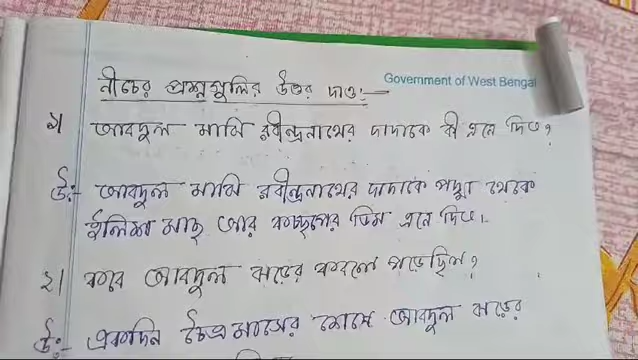 নীচের প্রশ্নগুলির উত্তর দাও:—
Government of West Bengal
১। আবদুল মাঝি রবীন্দ্রনাথের দাদাকে কী এনে দিত?
উঃ- আবদুল মাঝি রবীন্দ্রনাথের দাদাকে পদ্মা থেকে
ইলিশ মাছ আর কচ্ছপের ডিম এনে দিত।
২। কবে আবদুল ঝড়ের কবলে পড়েছিল?
উঃ- একদিন চৈত্রমাসের শেষে আবদুল ঝড়ের